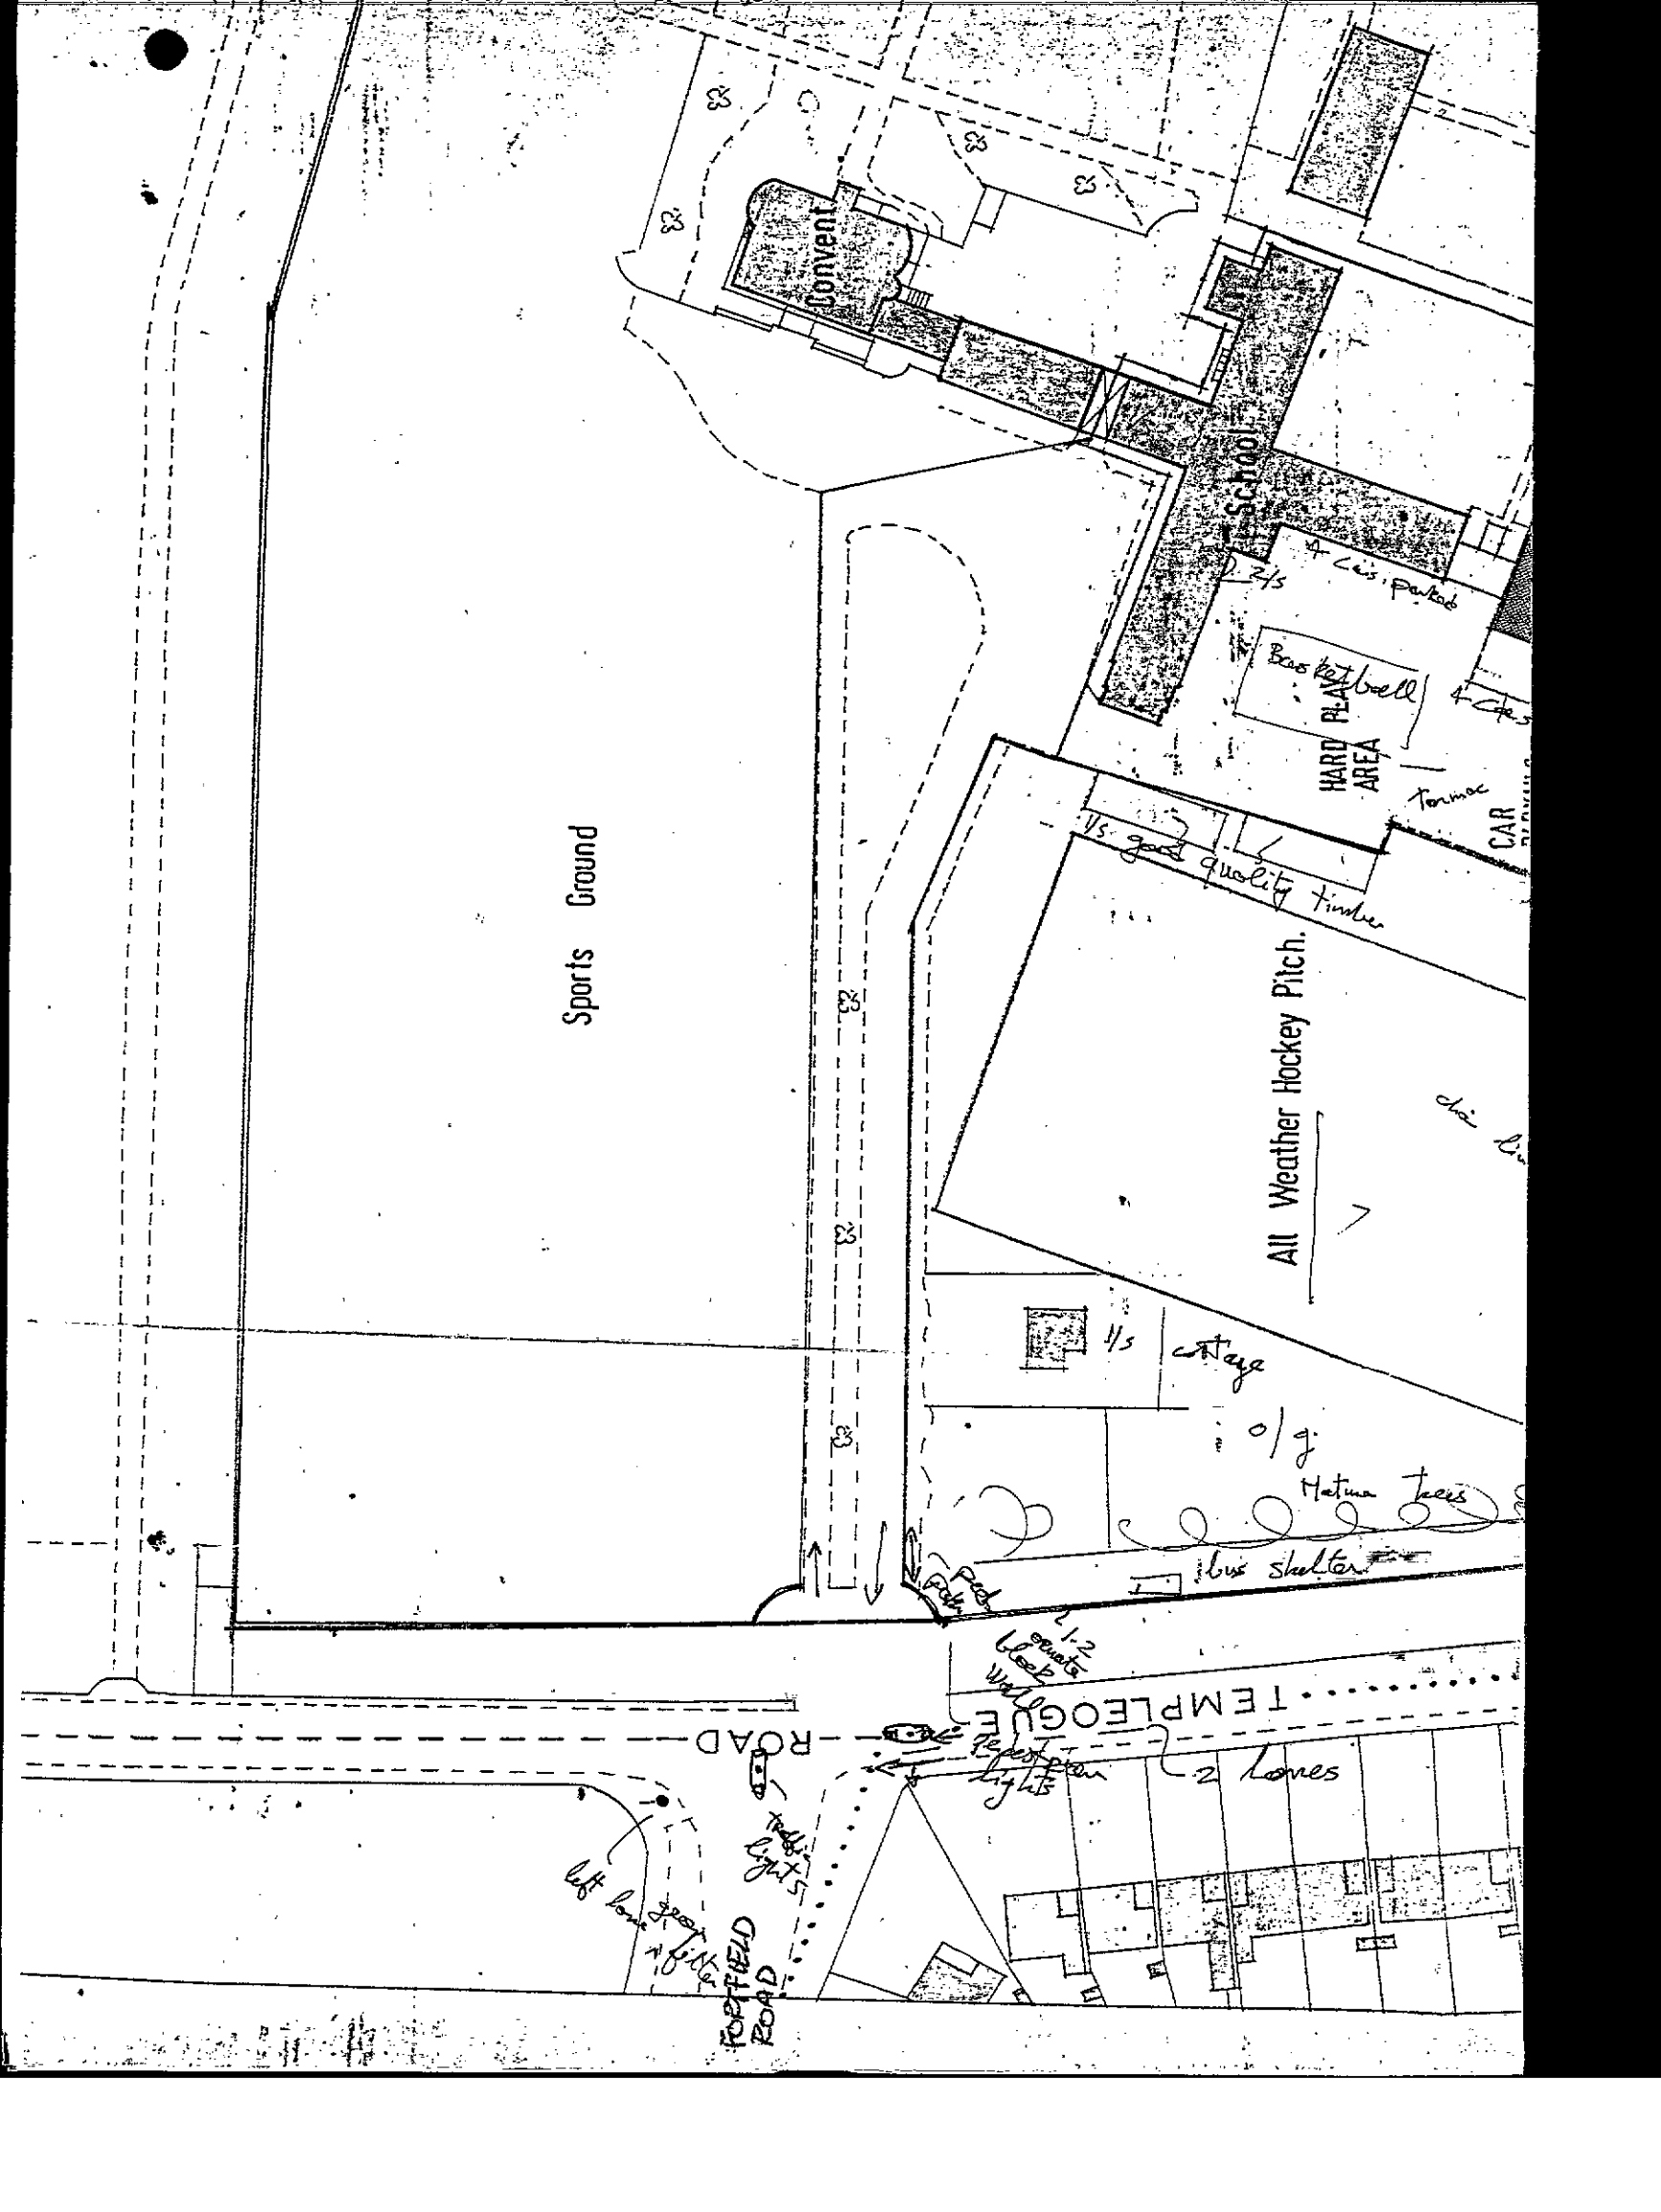 Convent
School
2/s
4 Cars parked
Basketball
4 Cars
HARD PLAY
AREA
Tarmac
CAR
1/s good quality timber
Sports Ground
All Weather Hockey Pitch.
1/s
cottage
o/g
Mature Trees
bus shelter
ped
path
1.2
ornate
block
wall
TEMPLEOGUE
ROAD
Pedestrian
lights
2 lanes
traffic
lights
left lane
filter
FORTFIELD
ROAD